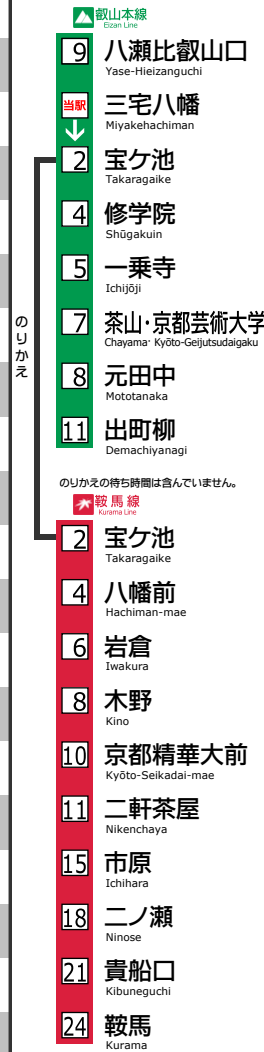 叡山本線
Eizan Line
9 八瀬比叡山口
Yase-Hieizanguchi
当駅 三宅八幡
Miyakehachiman
2 宝ケ池
Takaragaike
4 修学院
Shūgakuin
5 一乗寺
Ichijōji
7 茶山・京都芸術大学
Chayama・Kyōto-Geijutsudaigaku
8 元田中
Mototanaka
11 出町柳
Demachiyanagi
のりかえ
のりかえの待ち時間は含んでいません。
鞍馬線
Kurama Line
2 宝ケ池
Takaragaike
4 八幡前
Hachiman-mae
6 岩倉
Iwakura
8 木野
Kino
10 京都精華大前
Kyōto-Seikadai-mae
11 二軒茶屋
Nikenchaya
15 市原
Ichihara
18 二ノ瀬
Ninose
21 貴船口
Kibuneguchi
24 鞍馬
Kurama